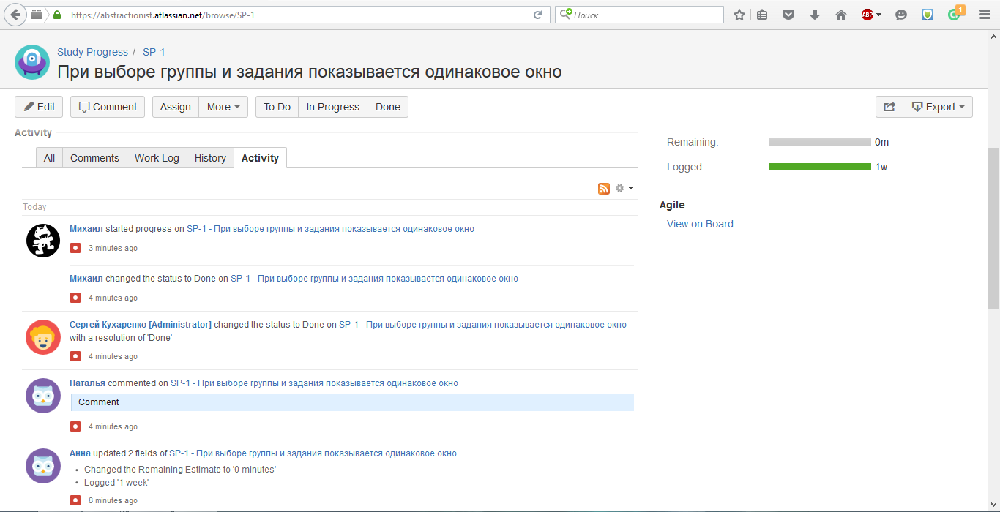 https://abstractionist.atlassian.net/browse/SP-1
Поиск
ABP
1
Study Progress / SP-1
При выборе группы и задания показывается одинаковое окно
Edit Comment Assign More To Do In Progress Done Export
Activity
All Comments Work Log History Activity
Today
Михаил started progress on SP-1 - При выборе группы и задания показывается одинаковое окно
3 minutes ago
Михаил changed the status to Done on SP-1 - При выборе группы и задания показывается одинаковое окно
4 minutes ago
Сергей Кухаренко [Administrator] changed the status to Done on SP-1 - При выборе группы и задания показывается одинаковое окно
with a resolution of 'Done'
4 minutes ago
Наталья commented on SP-1 - При выборе группы и задания показывается одинаковое окно
Comment
4 minutes ago
Анна updated 2 fields of SP-1 - При выборе группы и задания показывается одинаковое окно
• Changed the Remaining Estimate to '0 minutes'
• Logged '1 week'
8 minutes ago
Remaining: 0m
Logged: 1w
Agile
View on Board